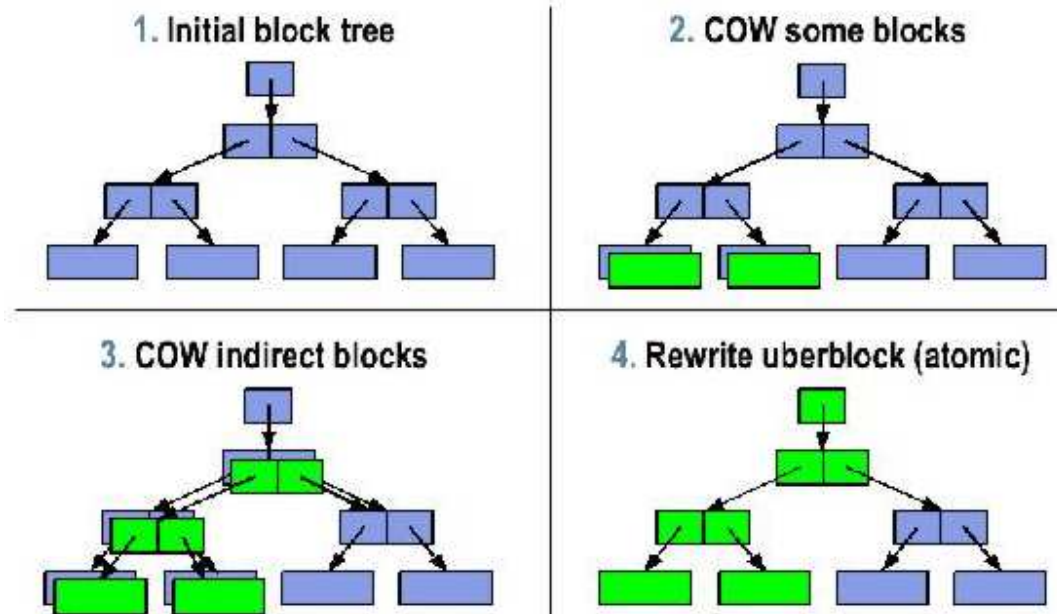 1. Initial block tree
2. COW some blocks
3. COW indirect blocks
4. Rewrite uberblock (atomic)